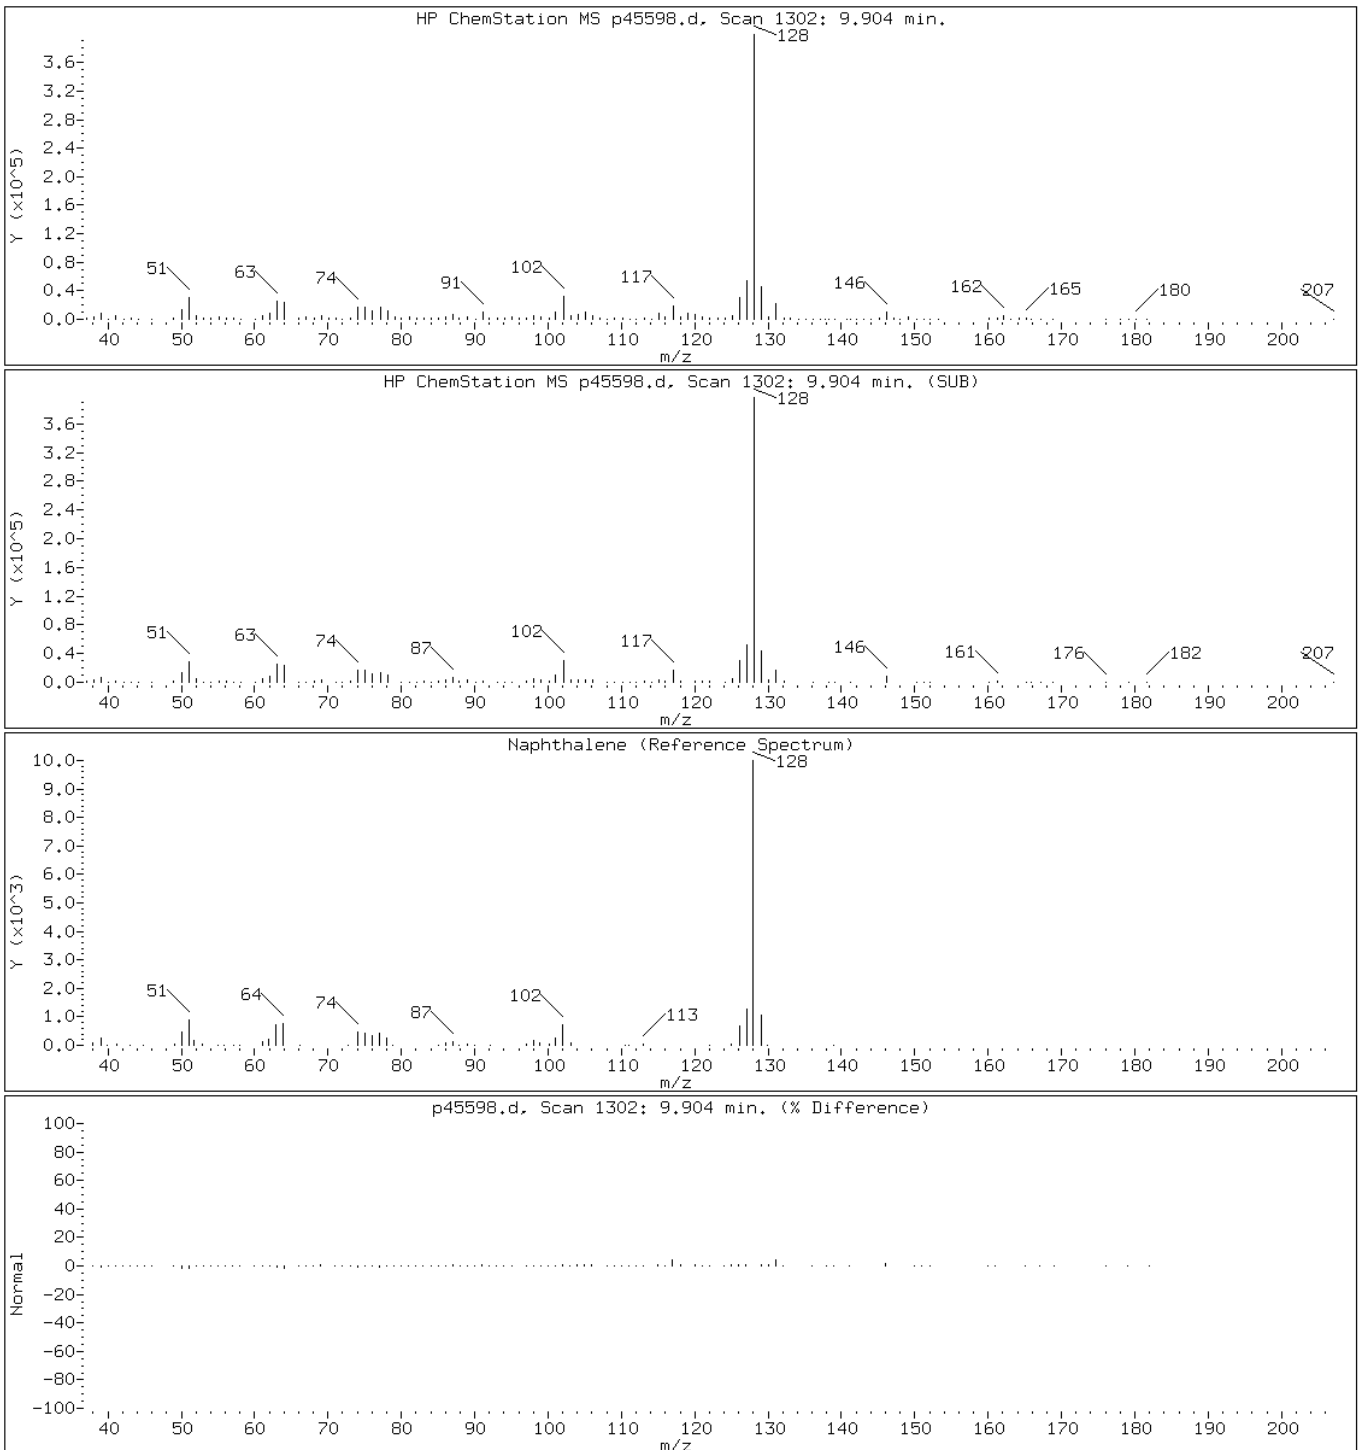 HP ChemStation MS p45598.d, Scan 1302: 9.904 min.
128
3.6
3.2
2.8
2.4
2.0
1.6
1.2
0.8
0.4
0.0
Y (x10^5)
51 63 74 91 102 117 146 162 165 180 207
40 50 60 70 80 90 100 110 120 130 140 150 160 170 180 190 200
m/z
HP ChemStation MS p45598.d, Scan 1302: 9.904 min. (SUB)
128
3.6
3.2
2.8
2.4
2.0
1.6
1.2
0.8
0.4
0.0
Y (x10^5)
51 63 74 87 102 117 146 161 176 182 207
40 50 60 70 80 90 100 110 120 130 140 150 160 170 180 190 200
m/z
Naphthalene (Reference Spectrum)
128
10.0
9.0
8.0
7.0
6.0
5.0
4.0
3.0
2.0
1.0
0.0
Y (x10^3)
51 64 74 87 102 113
40 50 60 70 80 90 100 110 120 130 140 150 160 170 180 190 200
m/z
p45598.d, Scan 1302: 9.904 min. (% Difference)
100
80
60
40
20
0
-20
-40
-60
-80
-100
Normal
40 50 60 70 80 90 100 110 120 130 140 150 160 170 180 190 200
m/z